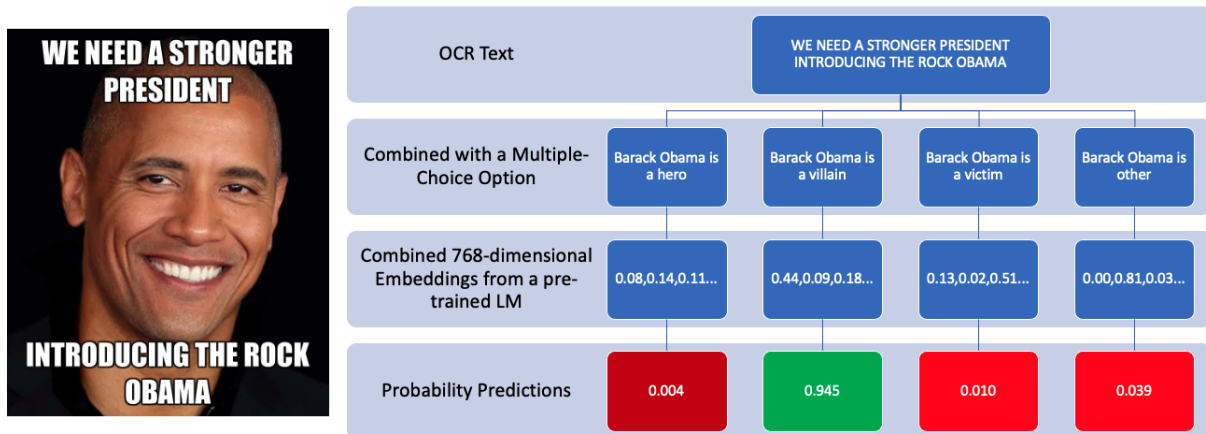 WE NEED A STRONGER
PRESIDENT
INTRODUCING THE ROCK
OBAMA
OCR Text
WE NEED A STRONGER PRESIDENT
INTRODUCING THE ROCK OBAMA
Combined with a Multiple-
Choice Option
Barack Obama is
a hero
Barack Obama is
a villain
Barack Obama is
a victim
Barack Obama is
other
Combined 768-dimensional
Embeddings from a pre-
trained LM
0.08,0.14,0.11...
0.44,0.09,0.18...
0.13,0.02,0.51...
0.00,0.81,0.03...
Probability Predictions
0.004
0.945
0.010
0.039